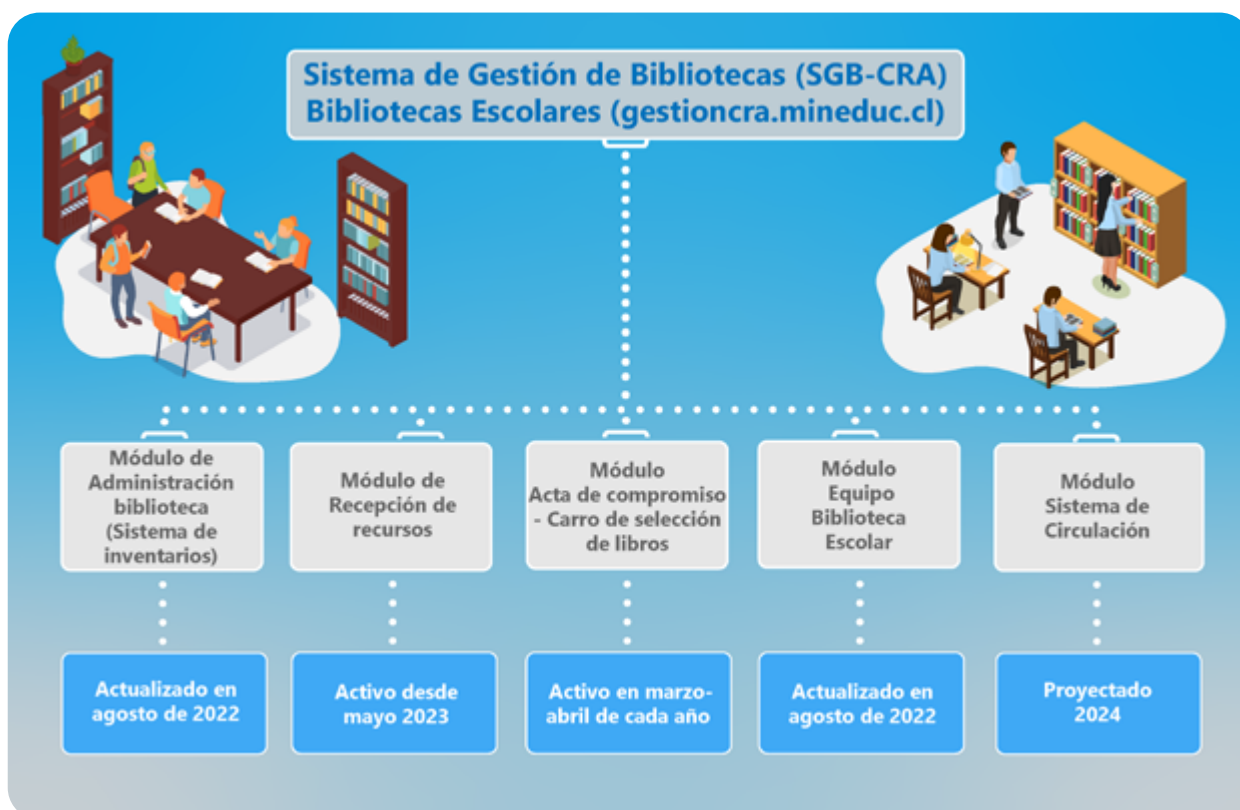 Sistema de Gestión de Bibliotecas (SGB-CRA)
Bibliotecas Escolares (gestioncra.mineduc.cl)
Módulo de
Administración
biblioteca
(Sistema de
inventarios)
Módulo de
Recepción de
recursos
Módulo
Acta de compromiso
- Carro de selección
de libros
Módulo
Equipo
Biblioteca
Escolar
Módulo
Sistema de
Circulación
Actualizado en
agosto de 2022
Activo desde
mayo 2023
Activo en marzo-
abril de cada año
Actualizado en
agosto de 2022
Proyectado
2024